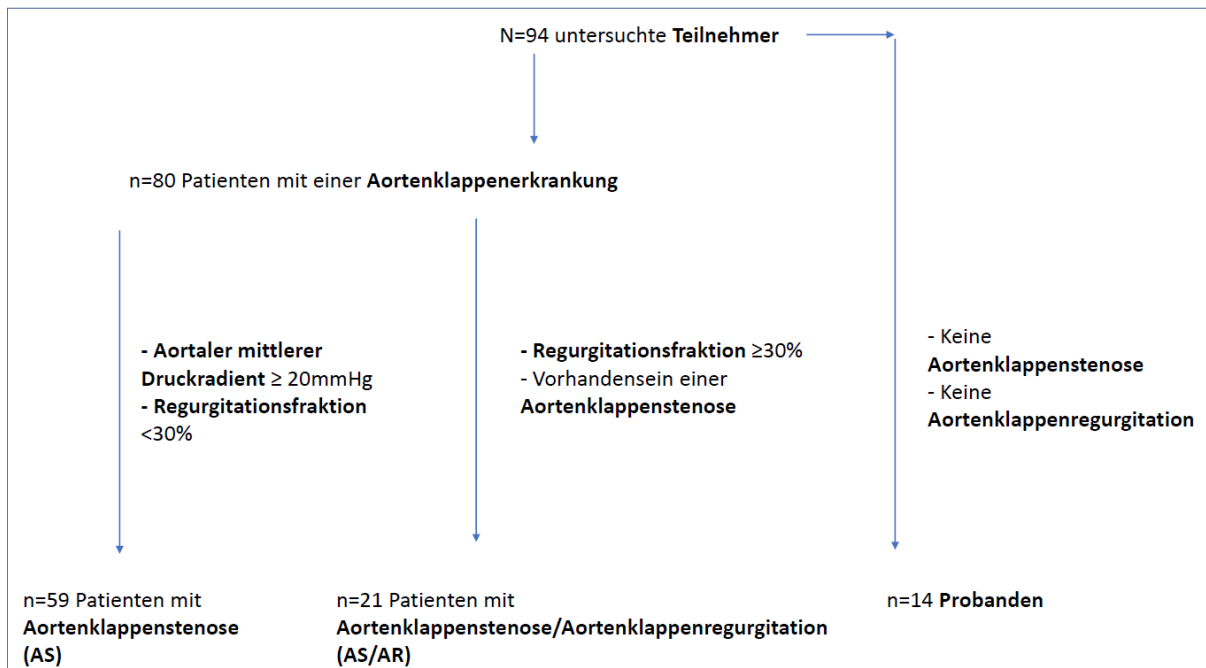 N=94 untersuchte Teilnehmer
n=80 Patienten mit einer Aortenklappenerkrankung
- Aortaler mittlerer
Druckradient ≥ 20mmHg
- Regurgitationsfraktion
<30%
- Regurgitationsfraktion ≥30%
- Vorhandensein einer
Aortenklappenstenose
- Keine
Aortenklappenstenose
- Keine
Aortenklappenregurgitation
n=59 Patienten mit
Aortenklappenstenose
(AS)
n=21 Patienten mit
Aortenklappenstenose/Aortenklappenregurgitation
(AS/AR)
n=14 Probanden